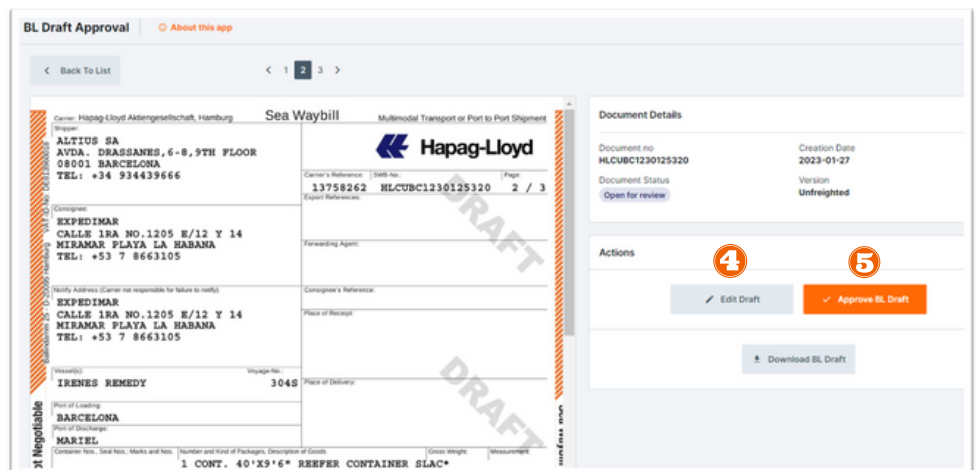 BL Draft Approval
About this app
Back To List
1 2 3
Carrier: Hapag-Lloyd Aktiengesellschaft, Hamburg
Sea Waybill
Multimodal Transport or Port to Port Shipment
Shipper:
ALTIUS SA
AVDA. DRASSANES,6-8,9TH FLOOR
08001 BARCELONA
TEL: +34 934439666
Hapag-Lloyd
Carrier's Reference: SWB-No.: Page:
13758262 HLCUBC1230125320 2 / 3
Export References:
Consignee:
EXPEDIMAR
CALLE 1RA NO.1205 E/12 Y 14
MIRAMAR PLAYA LA HABANA
TEL: +53 7 8663105
Forwarding Agent:
DRAFT
Notify Address (Carrier not responsible for failure to notify):
EXPEDIMAR
CALLE 1RA NO.1205 E/12 Y 14
MIRAMAR PLAYA LA HABANA
TEL: +53 7 8663105
Consignee's Reference:
Place of Receipt:
Vessel(s): Voyage-No.:
IRENES REMEDY 304S
Place of Delivery:
DRAFT
Port of Loading:
BARCELONA
Port of Discharge:
MARIEL
Container Nos., Seal Nos.; Marks and Nos. Number and Kind of Packages, Description of Goods Gross Weight: Measurement:
1 CONT. 40'X9'6" REEFER CONTAINER SLAC*
Negotiable
Document Details
Document no
HLCUBC1230125320
Creation Date
2023-01-27
Document Status
Open for review
Version
Unfreighted
Actions
4
5
Edit Draft
Approve BL Draft
Download BL Draft